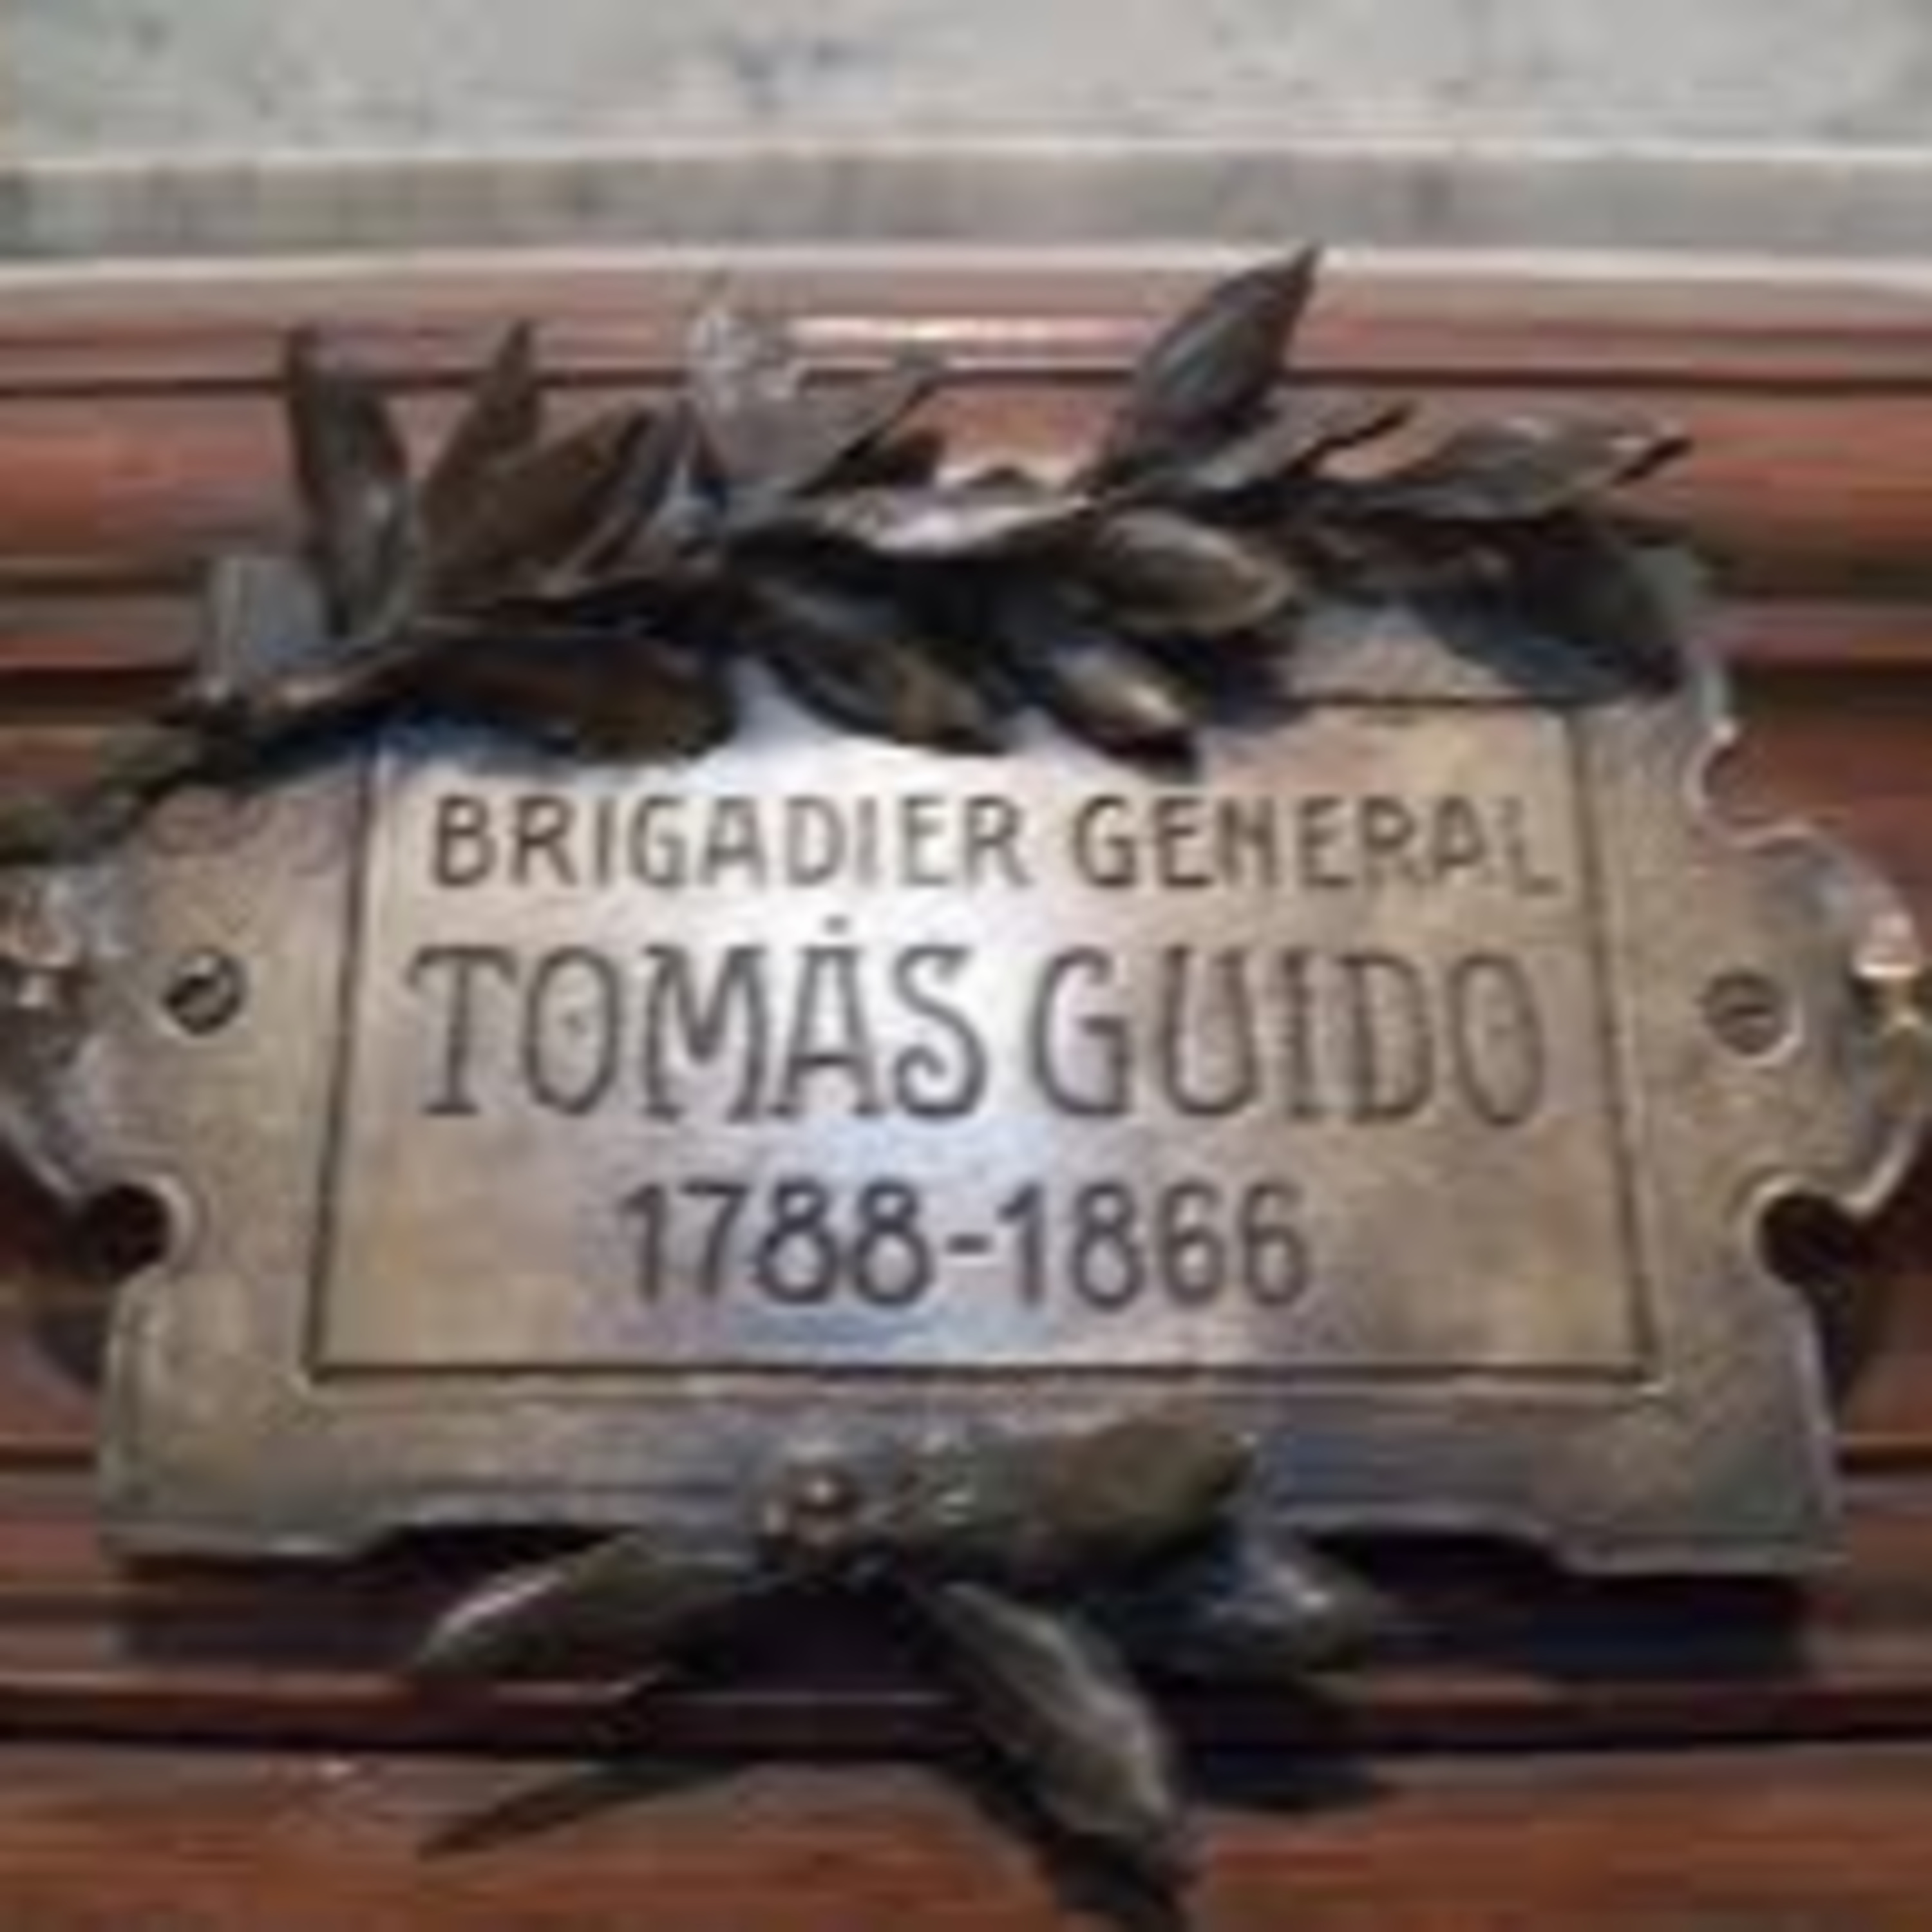 BRIGADIER GENERAL
TOMÁS GUIDO
1788-1866